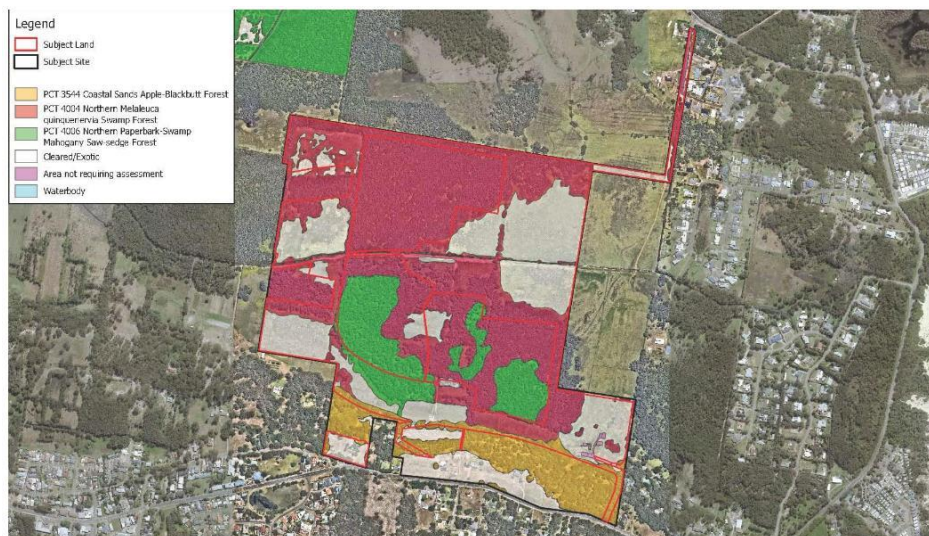 Legend
Subject Land
Subject Site
PCT 3544 Coastal Sands Apple-Blackbutt Forest
PCT 4004 Northern Melaleuca
quinquenervia Swamp Forest
PCT 4006 Northern Paperbark-Swamp
Mahogany Saw-sedge Forest
Cleared/Exotic
Area not requiring assessment
Waterbody